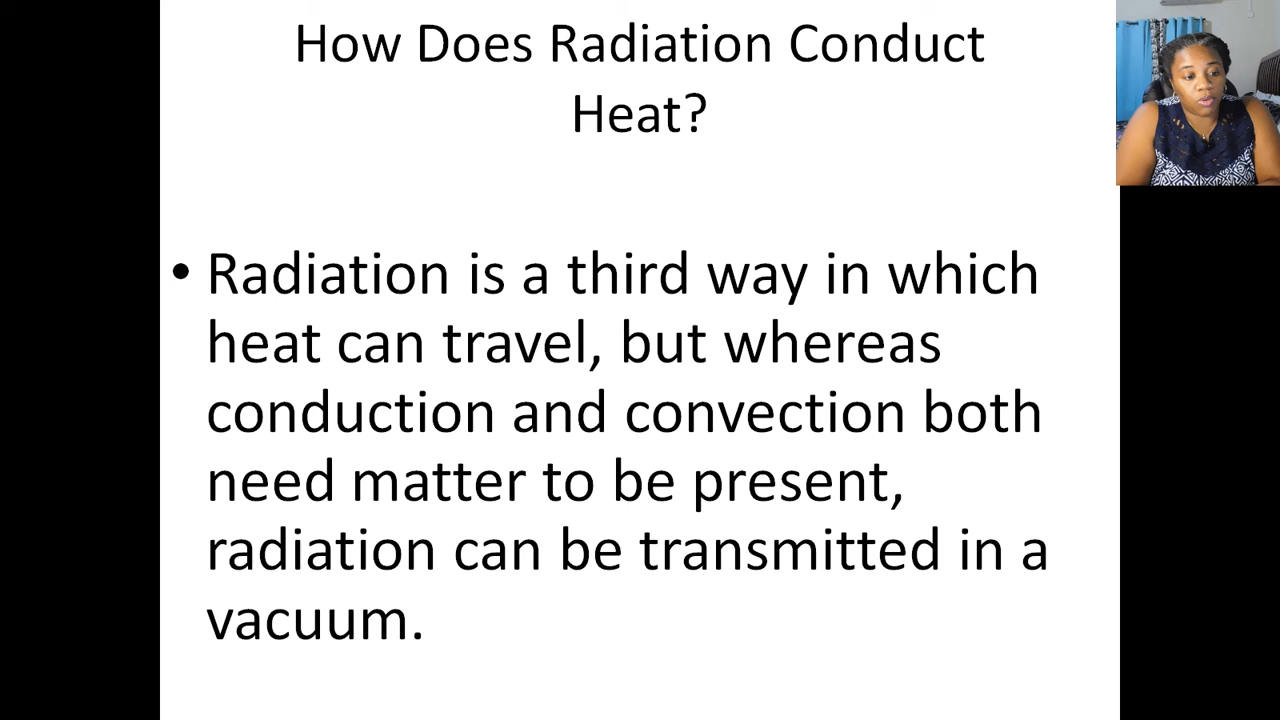 How Does Radiation Conduct
Heat?
• Radiation is a third way in which
heat can travel, but whereas
conduction and convection both
need matter to be present,
radiation can be transmitted in a
vacuum.